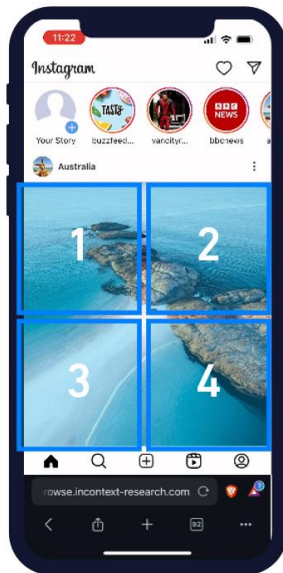 11:22
Instagram
TASTY
BBC
NEWS
Your Story
buzzfeed...
vancityr...
bbcnews
Australia
1
2
3
4
rowse.incontext-research.com